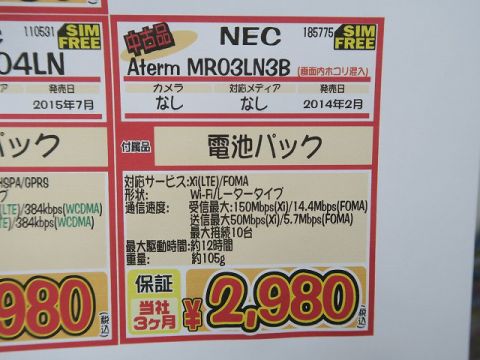 110531
SIM
FREE
04LN
発売日
2015年7月
パック
HSPA/GPRS
/384kbps(WCDMA)
/384kbps(WCDMA)
980
(税込)
中古品
NEC
185775
SIM
FREE
Aterm MR03LN3B (画面内ホコリ混入)
カメラ 対応メディア 発売日
なし なし 2014年2月
付属品 電池パック
対応サービス:Xi(LTE)/FOMA
形状: Wi-Fiルータータイプ
通信速度: 受信最大:150Mbps(Xi)/14.4Mbps(FOMA)
送信最大50Mbps(Xi)/5.7Mbps(FOMA)
最大接続10台
最大駆動時間:約12時間
重量: 約105g
保証
当社
3ヶ月
¥2,980
(税込)